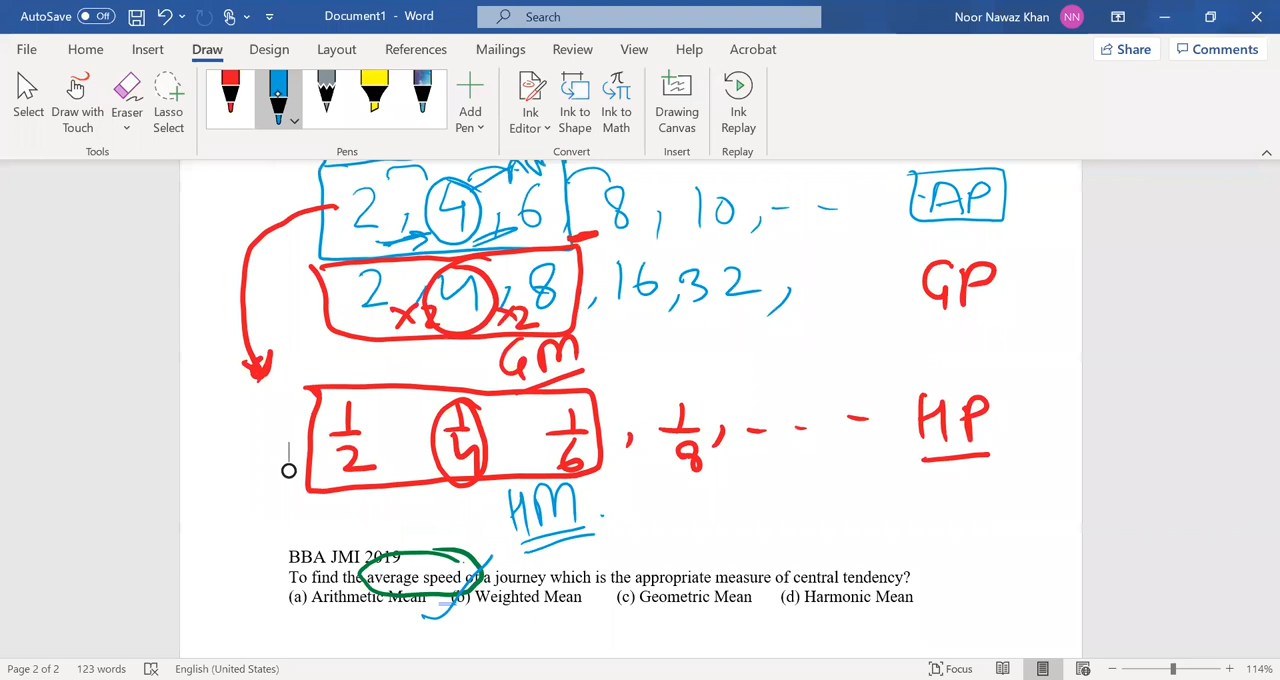 AutoSave Off Document1 - Word Search Noor Nawaz Khan NN
File Home Insert Draw Design Layout References Mailings Review View Help Acrobat Share Comments
Select Draw with Touch Eraser Lasso Select Add Pen Ink Editor Ink to Shape Ink to Math Drawing Canvas Ink Replay
Tools Pens Convert Insert Replay
2, 4, 6, 8, 10, - - AP
2, 4, 8, 16, 32, GP
×2 ×2
GM
1/2 1/4 1/6, 1/8, - - - HP
HM.
BBA JMI 2019
To find the average speed of a journey which is the appropriate measure of central tendency?
(a) Arithmetic Mean (b) Weighted Mean (c) Geometric Mean (d) Harmonic Mean
Page 2 of 2 123 words English (United States) Focus 114%